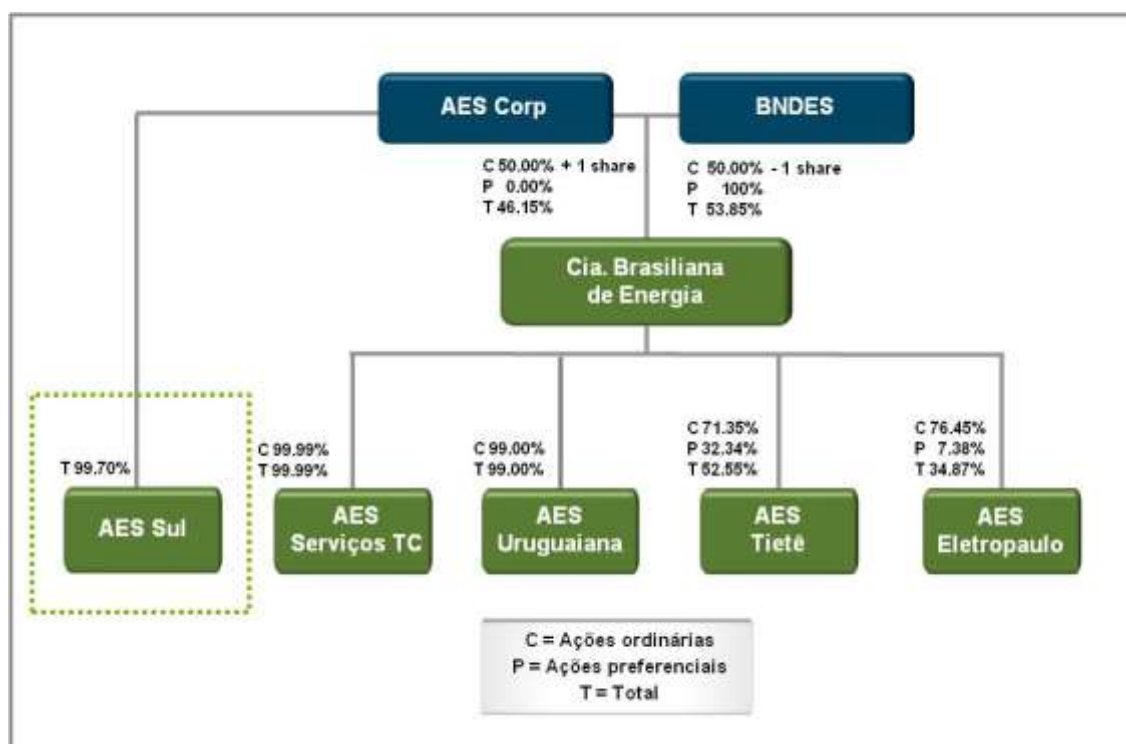 AES Corp
BNDES
C 50.00% + 1 share
P 0.00%
T 46.15%
C 50.00% - 1 share
P 100%
T 53.85%
Cia. Brasiliana
de Energia
T 99.70%
C 99.99%
T 99.99%
C 99.00%
T 99.00%
C 71.35%
P 32.34%
T 52.55%
C 76.45%
P 7.38%
T 34.87%
AES Sul
AES
Serviços TC
AES
Uruguaiana
AES
Tietê
AES
Eletropaulo
C = Ações ordinárias
P = Ações preferenciais
T = Total